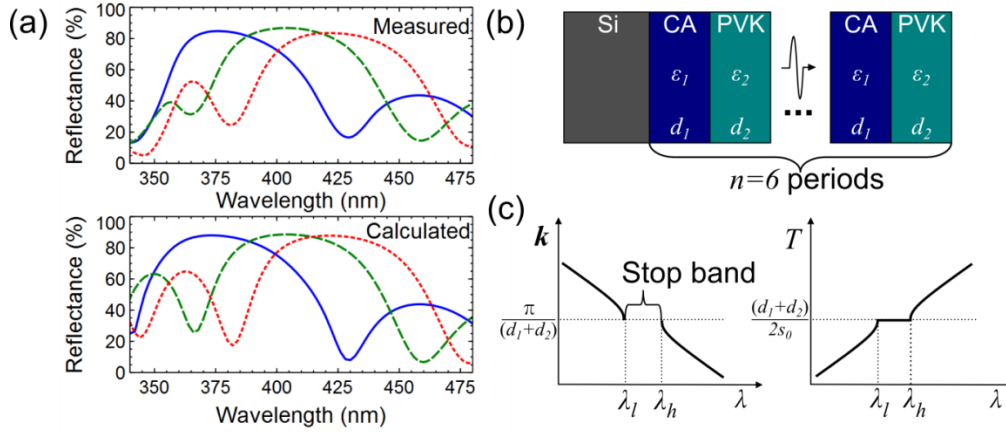 (a)
Reflectance (%)
100
80
60
40
20
0
Measured
350 375 400 425 450 480
Wavelength (nm)
Reflectance (%)
100
80
60
40
20
0
Calculated
350 375 400 425 450 480
Wavelength (nm)
(b)
Si CA PVK CA PVK
ε₁ ε₂ ε₁ ε₂
...
d₁ d₂ d₁ d₂
n=6 periods
(c)
k
Stop band
π
(d₁+d₂)
λₗ λₕ λ
T
(d₁+d₂)
2s₀
λₗ λₕ λ